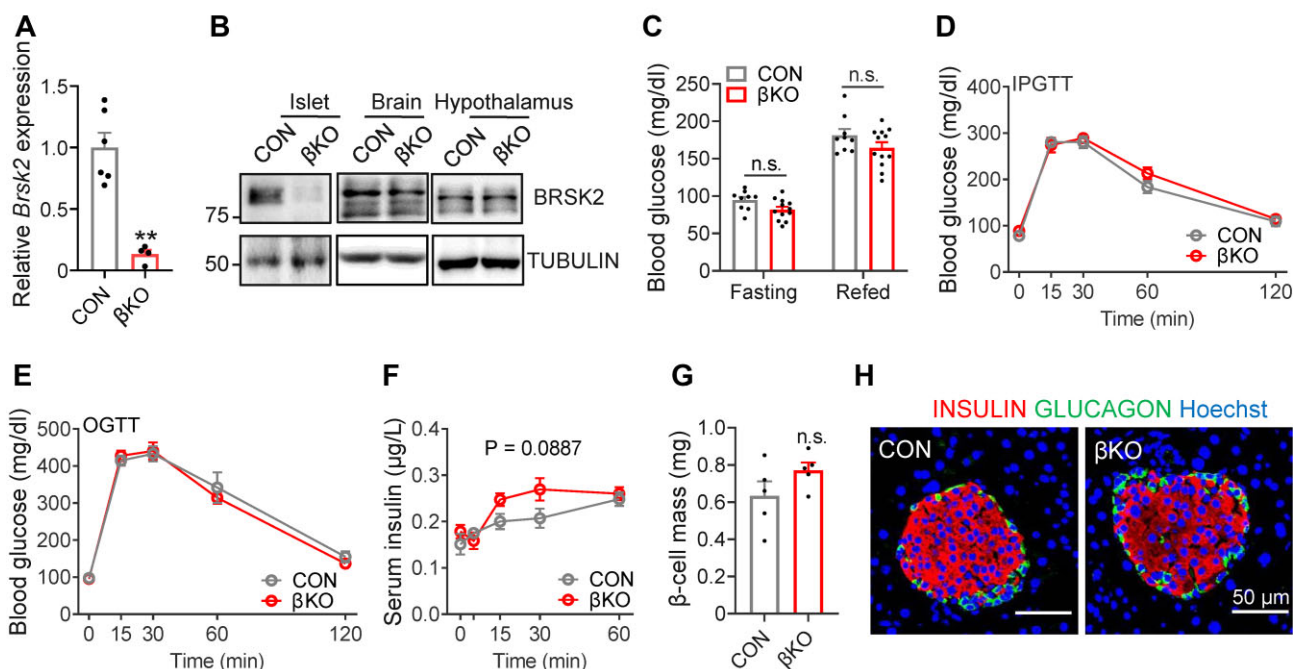 A
Relative Brsk2 expression
1.5
1.0
0.5
0
**
CON
βKO
B
Islet Brain Hypothalamus
CON βKO CON βKO CON βKO
75
BRSK2
50
TUBULIN
C
Blood glucose (mg/dl)
CON
βKO
n.s.
n.s.
250
200
150
100
50
0
Fasting Refed
D
IPGTT
Blood glucose (mg/dl)
400
300
200
100
0
CON
βKO
0 15 30 60 120
Time (min)
E
OGTT
Blood glucose (mg/dl)
500
400
300
200
100
0
CON
βKO
0 15 30 60 120
Time (min)
F
P = 0.0887
Serum insulin (µg/L)
0.4
0.3
0.2
0.1
0
CON
βKO
0 15 30 60
Time (min)
G
β-cell mass (mg)
n.s.
1.0
0.8
0.6
0.4
0.2
0
CON
βKO
H
INSULIN GLUCAGON Hoechst
CON
βKO
50 µm